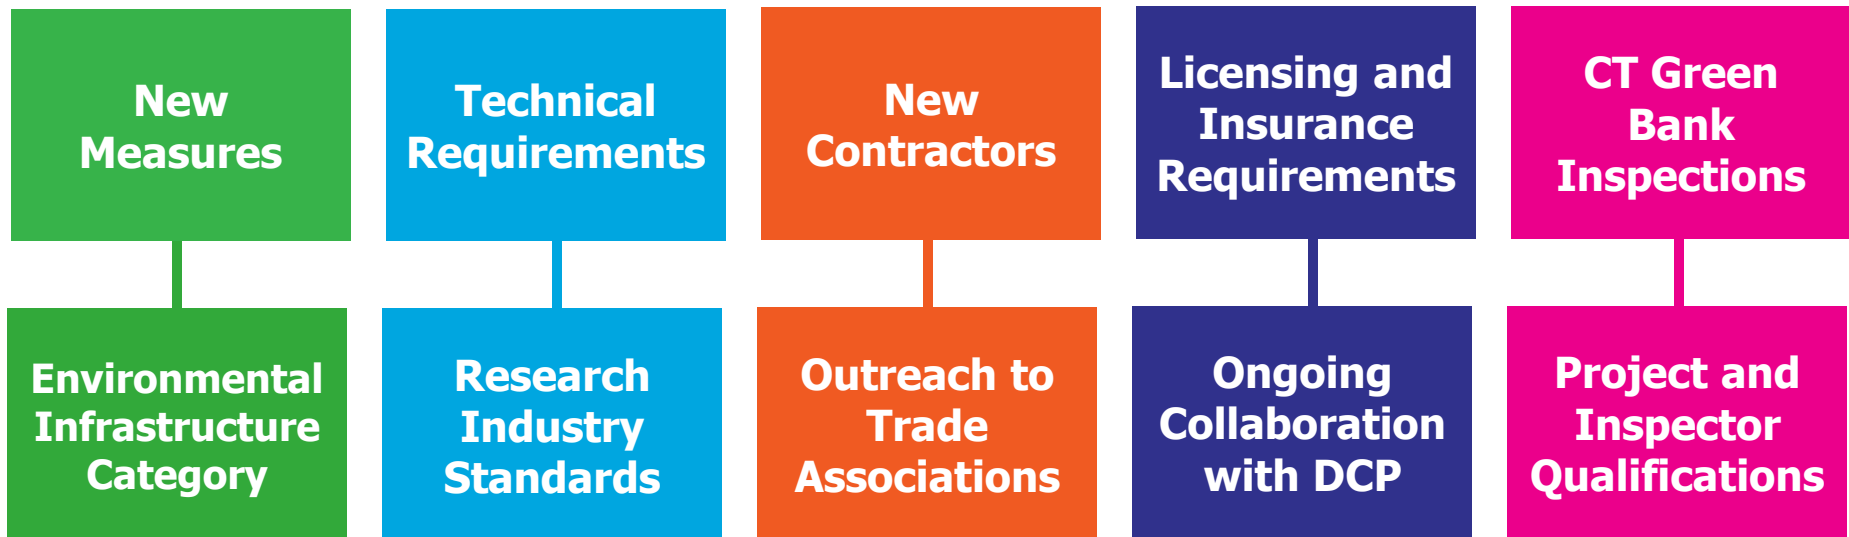 New
Measures
Technical
Requirements
New
Contractors
Licensing and
Insurance
Requirements
CT Green
Bank
Inspections
Environmental
Infrastructure
Category
Research
Industry
Standards
Outreach to
Trade
Associations
Ongoing
Collaboration
with DCP
Project and
Inspector
Qualifications